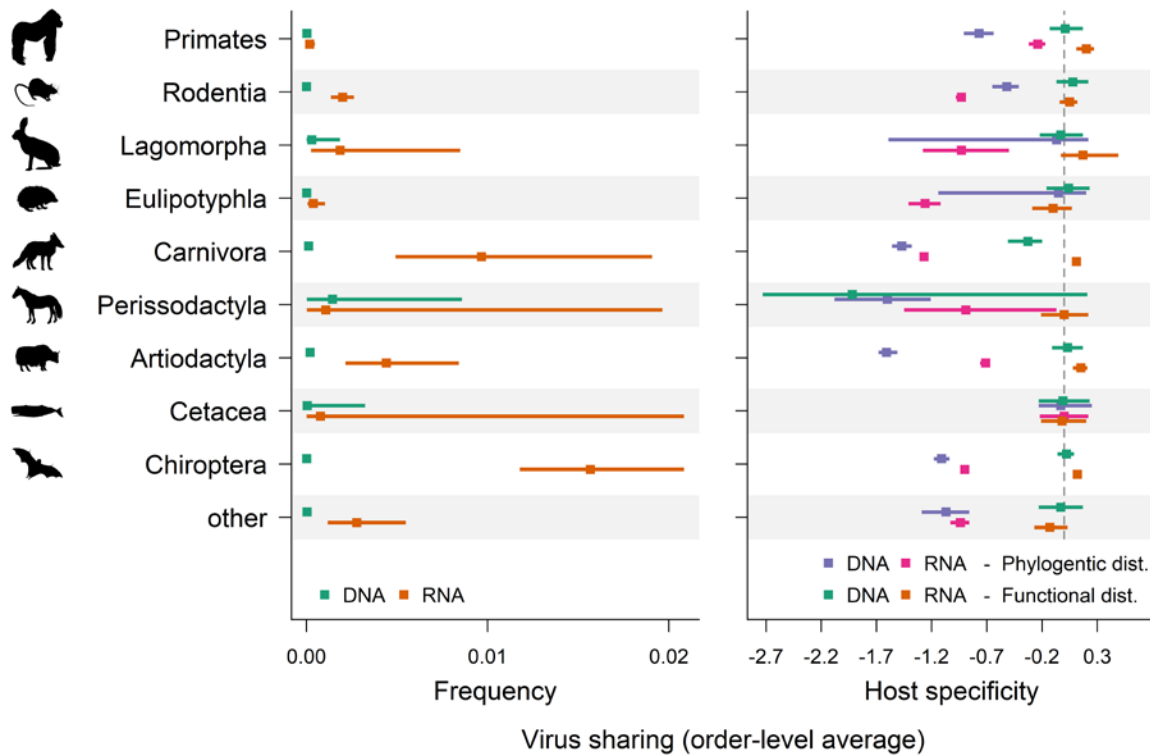 Primates
Rodentia
Lagomorpha
Eulipotyphla
Carnivora
Perissodactyla
Artiodactyla
Cetacea
Chiroptera
other
DNA RNA
DNA RNA - Phylogentic dist.
DNA RNA - Functional dist.
0.00 0.01 0.02
-2.7 -2.2 -1.7 -1.2 -0.7 -0.2 0.3
Frequency
Host specificity
Virus sharing (order-level average)